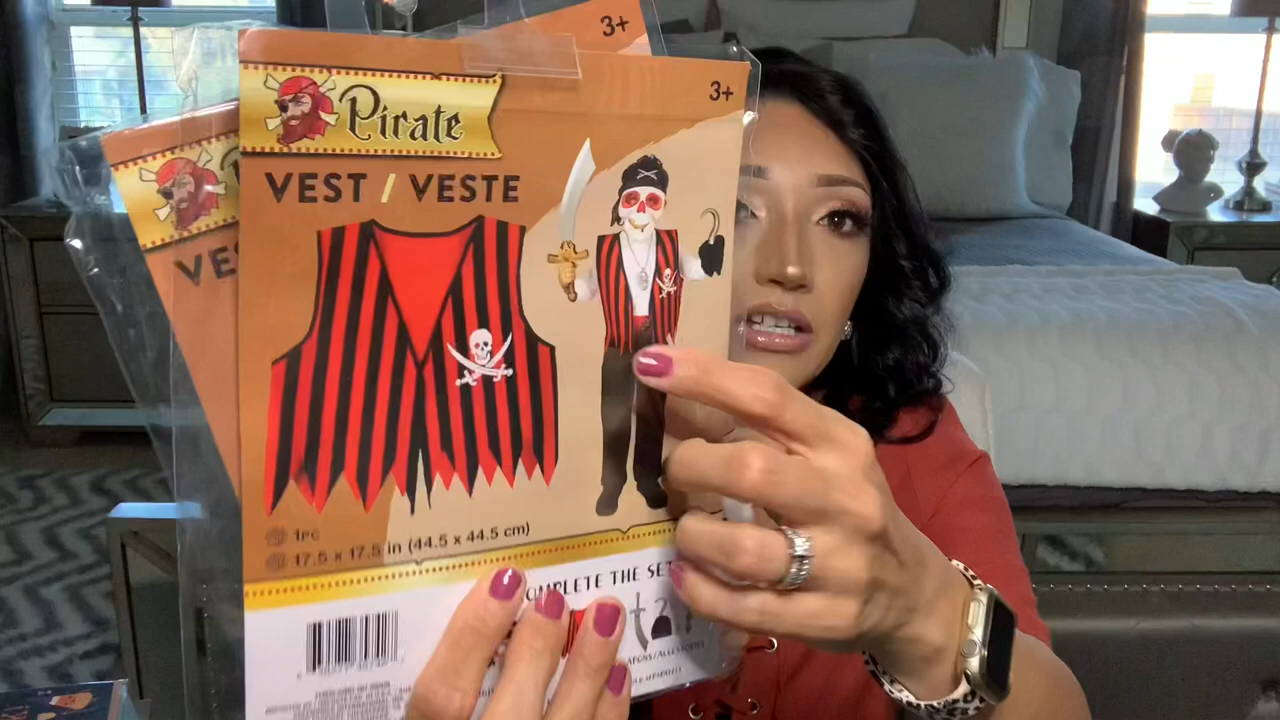 3+
3+
Pirate
VEST / VESTE
VE
1PC
17.5 x 17.5 in (44.5 x 44.5 cm)
COMPLETE THE SET